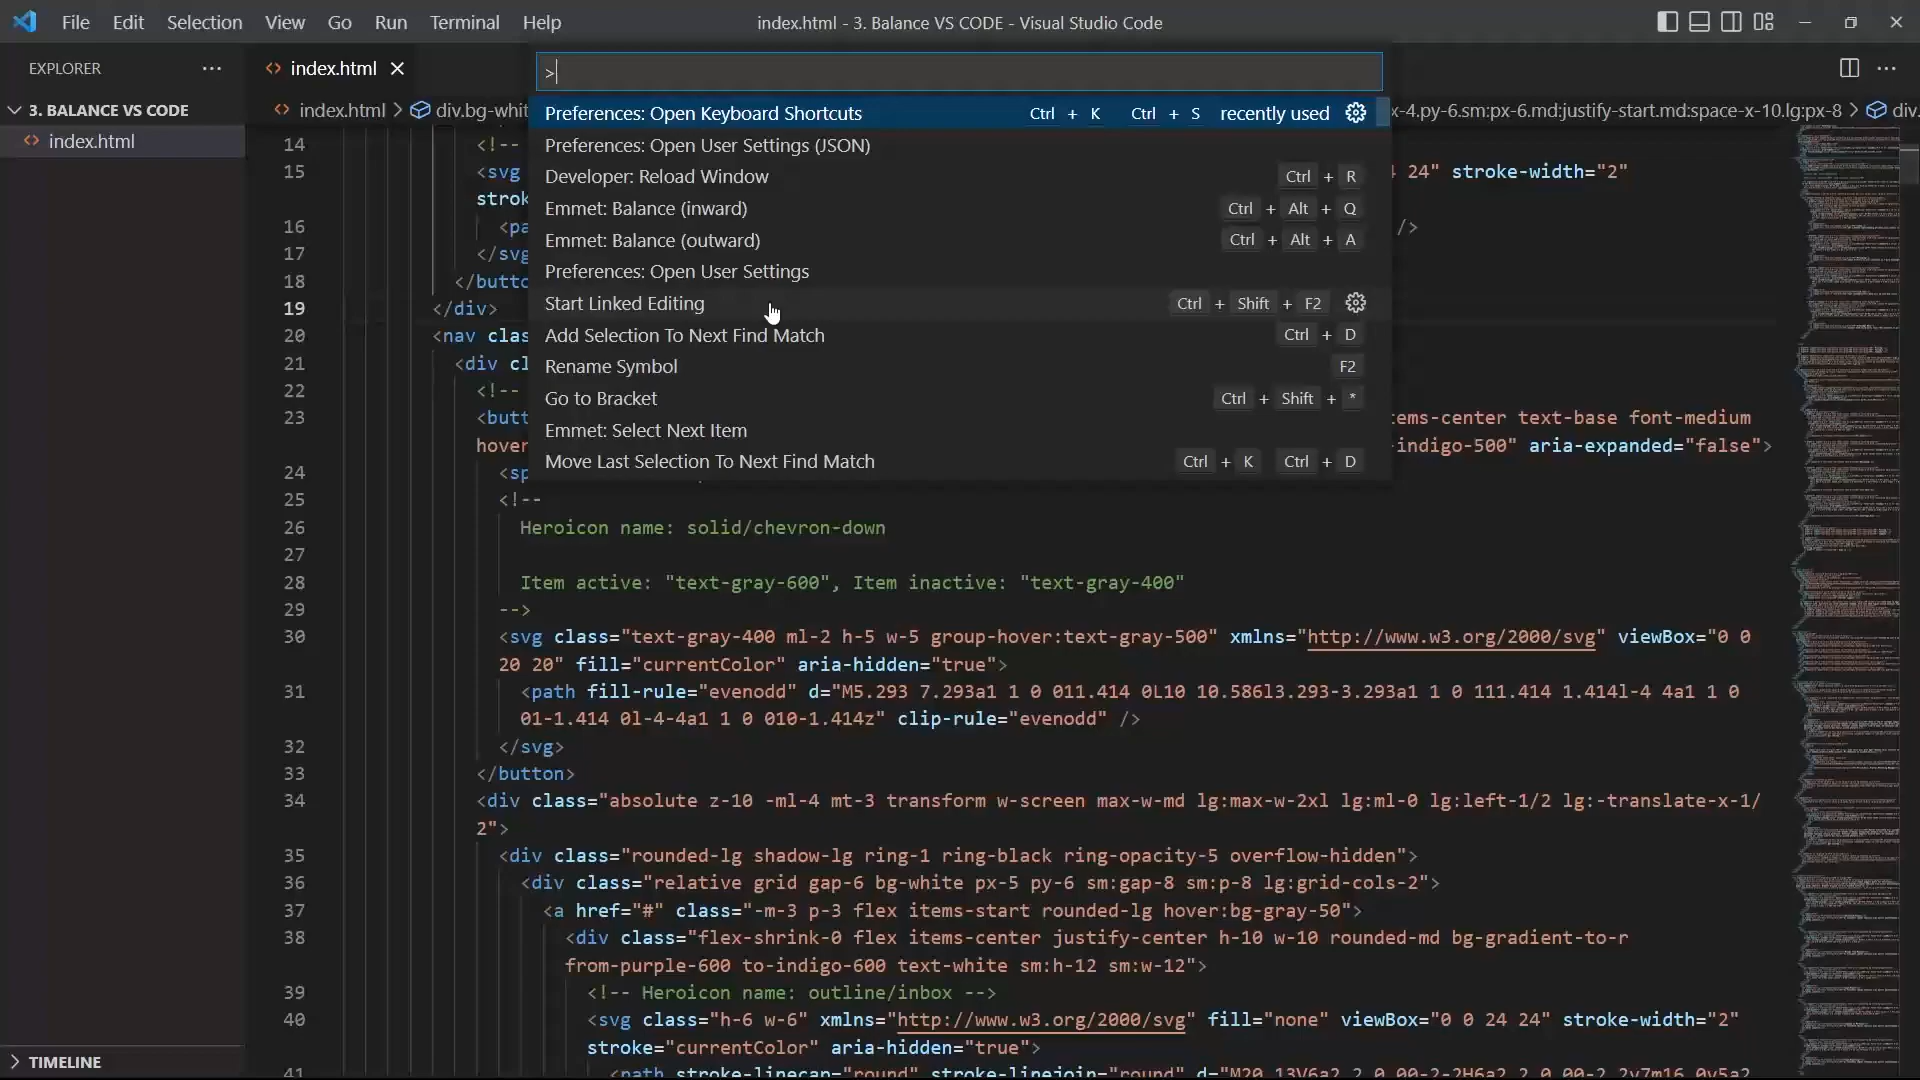 File Edit Selection View Go Run Terminal Help
index.html - 3. Balance VS CODE - Visual Studio Code
EXPLORER
index.html
3. BALANCE VS CODE
index.html
TIMELINE
>
Preferences: Open Keyboard Shortcuts Ctrl + K Ctrl + S recently used
Preferences: Open User Settings (JSON)
Developer: Reload Window Ctrl + R
Emmet: Balance (inward) Ctrl + Alt + Q
Emmet: Balance (outward) Ctrl + Alt + A
Preferences: Open User Settings
Start Linked Editing Ctrl + Shift + F2
Add Selection To Next Find Match Ctrl + D
Rename Symbol F2
Go to Bracket Ctrl + Shift + *
Emmet: Select Next Item
Move Last Selection To Next Find Match Ctrl + K Ctrl + D
index.html > div.bg-whit x-4.py-6.sm:px-6.md:justify-start.md:space-x-10.lg:px-8 > div.
14 <!--
15 <svg 24" stroke-width="2"
strok
16 <pa />
17 </svg
18 </butto
19 </div>
20 <nav clas
21 <div cl
22 <!--
23 <butt ems-center text-base font-medium
hover -indigo-500" aria-expanded="false">
24 <sp
25 <!--
26 Heroicon name: solid/chevron-down
27
28 Item active: "text-gray-600", Item inactive: "text-gray-400"
29 -->
30 <svg class="text-gray-400 ml-2 h-5 w-5 group-hover:text-gray-500" xmlns="http://www.w3.org/2000/svg" viewBox="0 0
20 20" fill="currentColor" aria-hidden="true">
31 <path fill-rule="evenodd" d="M5.293 7.293a1 1 0 011.414 0L10 10.586l3.293-3.293a1 1 0 111.414 1.414l-4 4a1 1 0
01-1.414 0l-4-4a1 1 0 010-1.414z" clip-rule="evenodd" />
32 </svg>
33 </button>
34 <div class="absolute z-10 -ml-4 mt-3 transform w-screen max-w-md lg:max-w-2xl lg:ml-0 lg:left-1/2 lg:-translate-x-1/
2">
35 <div class="rounded-lg shadow-lg ring-1 ring-black ring-opacity-5 overflow-hidden">
36 <div class="relative grid gap-6 bg-white px-5 py-6 sm:gap-8 sm:p-8 lg:grid-cols-2">
37 <a href="#" class="-m-3 p-3 flex items-start rounded-lg hover:bg-gray-50">
38 <div class="flex-shrink-0 flex items-center justify-center h-10 w-10 rounded-md bg-gradient-to-r
from-purple-600 to-indigo-600 text-white sm:h-12 sm:w-12">
39 <!-- Heroicon name: outline/inbox -->
40 <svg class="h-6 w-6" xmlns="http://www.w3.org/2000/svg" fill="none" viewBox="0 0 24 24" stroke-width="2"
stroke="currentColor" aria-hidden="true">
41 <path stroke-linecap="round" stroke-linejoin="round"